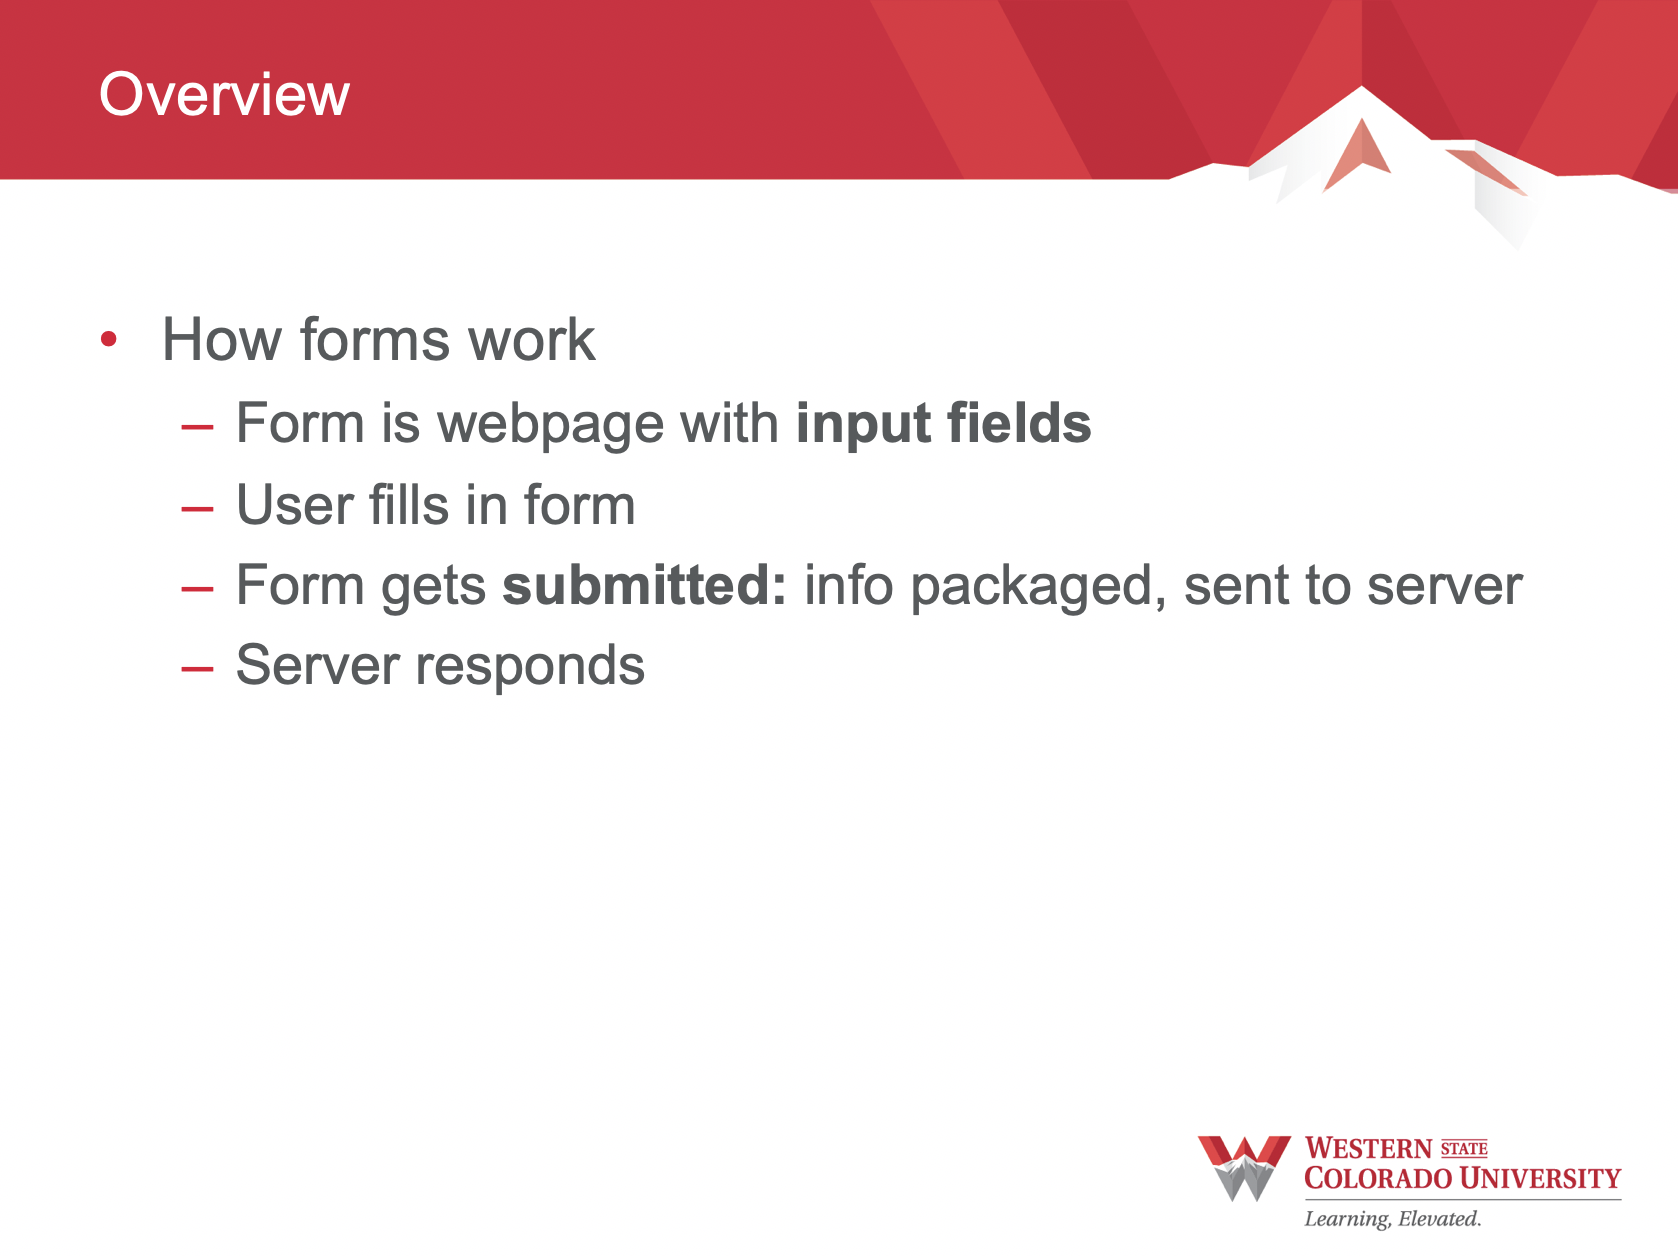 Overview
• How forms work
– Form is webpage with input fields
– User fills in form
– Form gets submitted: info packaged, sent to server
– Server responds
WESTERN STATE
COLORADO UNIVERSITY
Learning, Elevated.